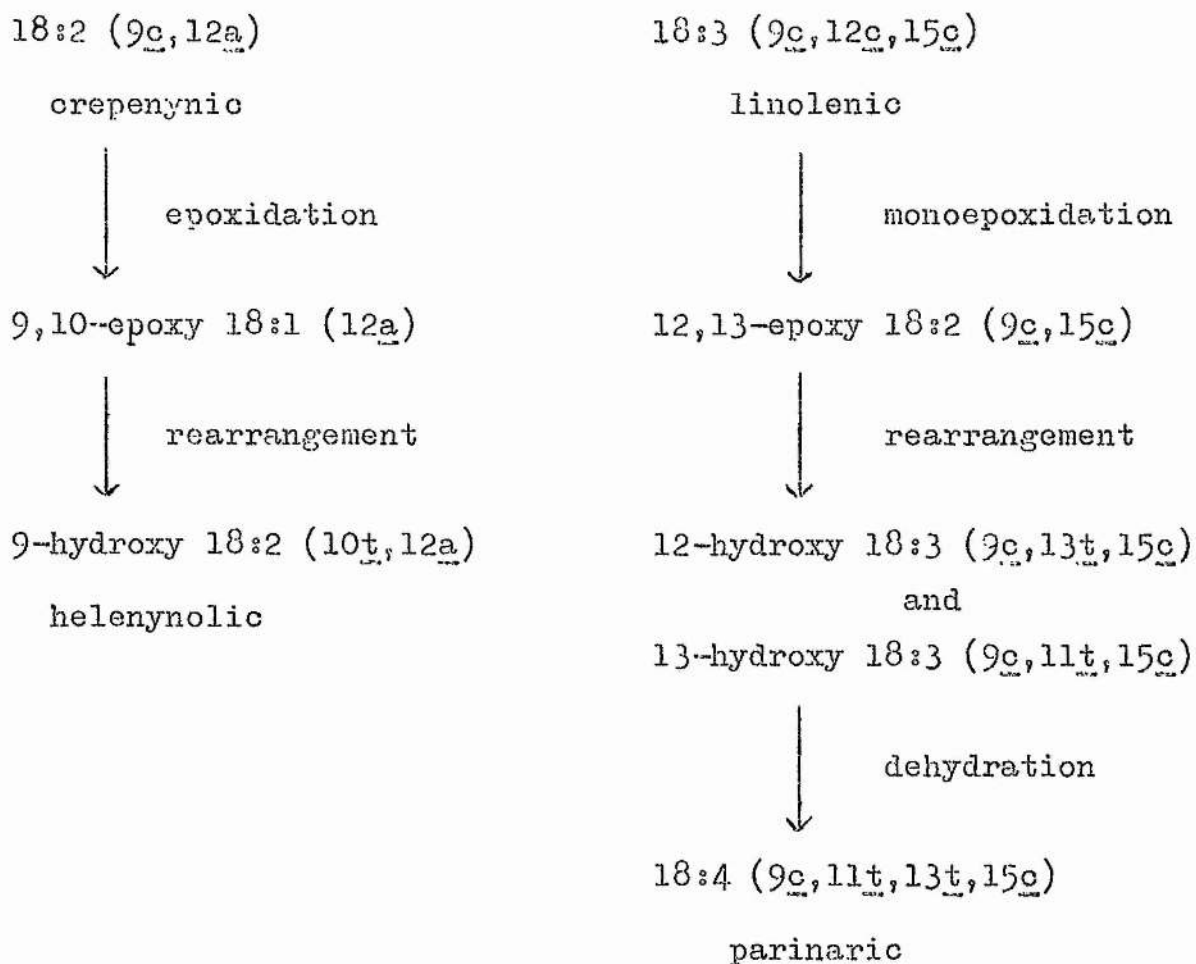 18:2 (9c,12a)
crepenynic
epoxidation
9,10-epoxy 18:1 (12a)
rearrangement
9-hydroxy 18:2 (10t,12a)
helenynolic
18:3 (9c,12c,15c)
linolenic
monoepoxidation
12,13-epoxy 18:2 (9c,15c)
rearrangement
12-hydroxy 18:3 (9c,13t,15c)
and
13-hydroxy 18:3 (9c,11t,15c)
dehydration
18:4 (9c,11t,13t,15c)
parinaric